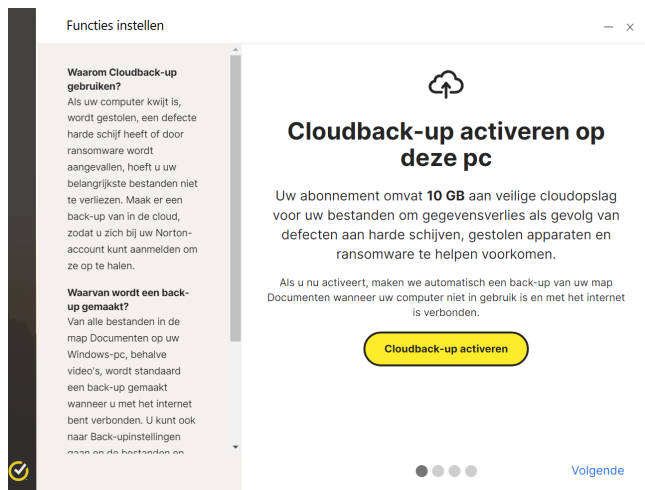 Functies instellen
Waarom Cloudback-up
gebruiken?
Als uw computer kwijt is,
wordt gestolen, een defecte
harde schijf heeft of door
ransomware wordt
aangevallen, hoeft u uw
belangrijkste bestanden niet
te verliezen. Maak er een
back-up van in de cloud,
zodat u zich bij uw Norton-
account kunt aanmelden om
ze op te halen.
Waarvan wordt een back-
up gemaakt?
Van alle bestanden in de
map Documenten op uw
Windows-pc, behalve
video's, wordt standaard
een back-up gemaakt
wanneer u met het internet
bent verbonden. U kunt ook
naar Back-upinstellingen
gaan en de bestanden en
Cloudback-up activeren op
deze pc
Uw abonnement omvat 10 GB aan veilige cloudopslag
voor uw bestanden om gegevensverlies als gevolg van
defecten aan harde schijven, gestolen apparaten en
ransomware te helpen voorkomen.
Als u nu activeert, maken we automatisch een back-up van uw map
Documenten wanneer uw computer niet in gebruik is en met het internet
is verbonden.
Cloudback-up activeren
Volgende